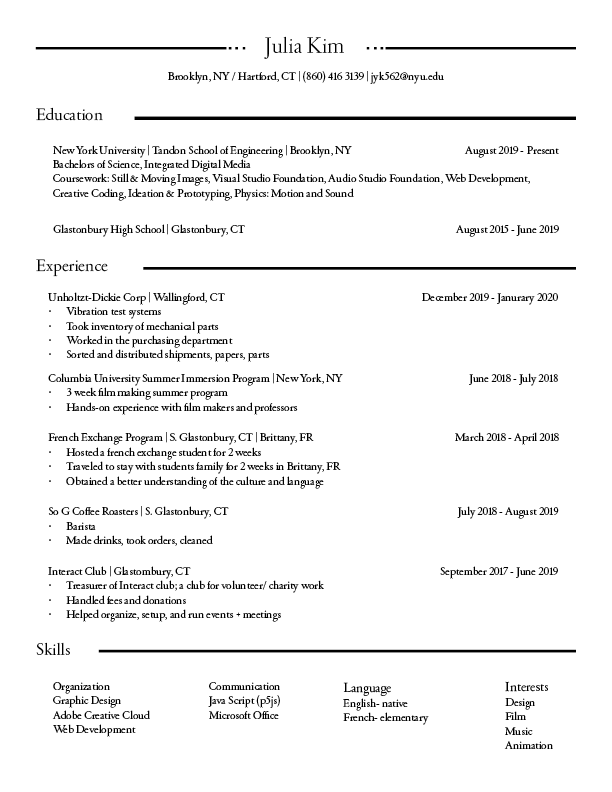 Julia Kim
Brooklyn, NY / Hartford, CT | (860) 416 3139 | jyk562@nyu.edu
Education
New York University | Tandon School of Engineering | Brooklyn, NY August 2019 - Present
Bachelors of Science, Integrated Digital Media
Coursework: Still & Moving Images, Visual Studio Foundation, Audio Studio Foundation, Web Development,
Creative Coding, Ideation & Prototyping, Physics: Motion and Sound
Glastonbury High School | Glastonbury, CT August 2015 - June 2019
Experience
Unholtzt-Dickie Corp | Wallingford, CT December 2019 - Janurary 2020
· Vibration test systems
· Took inventory of mechanical parts
· Worked in the purchasing department
· Sorted and distributed shipments, papers, parts
Columbia University Summer Immersion Program | New York, NY June 2018 - July 2018
· 3 week film making summer program
· Hands-on experience with film makers and professors
French Exchange Program | S. Glastonbury, CT | Brittany, FR March 2018 - April 2018
· Hosted a french exchange student for 2 weeks
· Traveled to stay with students family for 2 weeks in Brittany, FR
· Obtained a better understanding of the culture and language
So G Coffee Roasters | S. Glastonbury, CT July 2018 - August 2019
· Barista
· Made drinks, took orders, cleaned
Interact Club | Glastombury, CT September 2017 - June 2019
· Treasurer of Interact club; a club for volunteer/ charity work
· Handled fees and donations
· Helped organize, setup, and run events + meetings
Skills
Organization
Graphic Design
Adobe Creative Cloud
Web Development
Communication
Java Script (p5js)
Microsoft Office
Language
English- native
French- elementary
Interests
Design
Film
Music
Animation